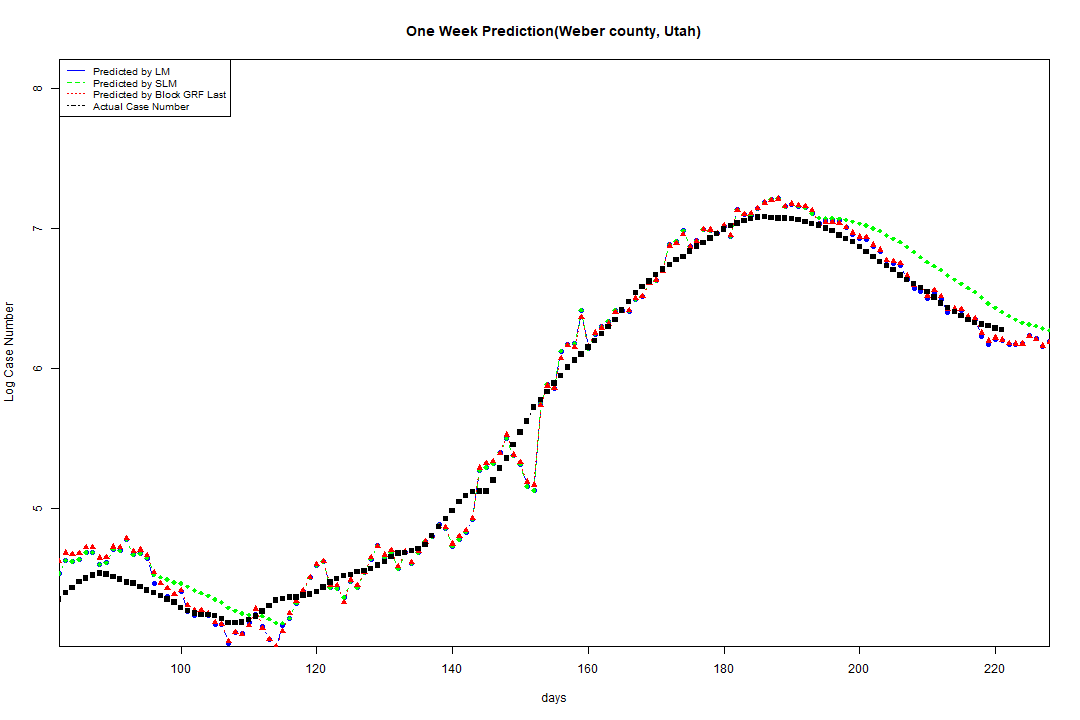 One Week Prediction(Weber county, Utah)
Predicted by LM
Predicted by SLM
Predicted by Block GRF Last
Actual Case Number
8
7
6
5
Log Case Number
100 120 140 160 180 200 220
days